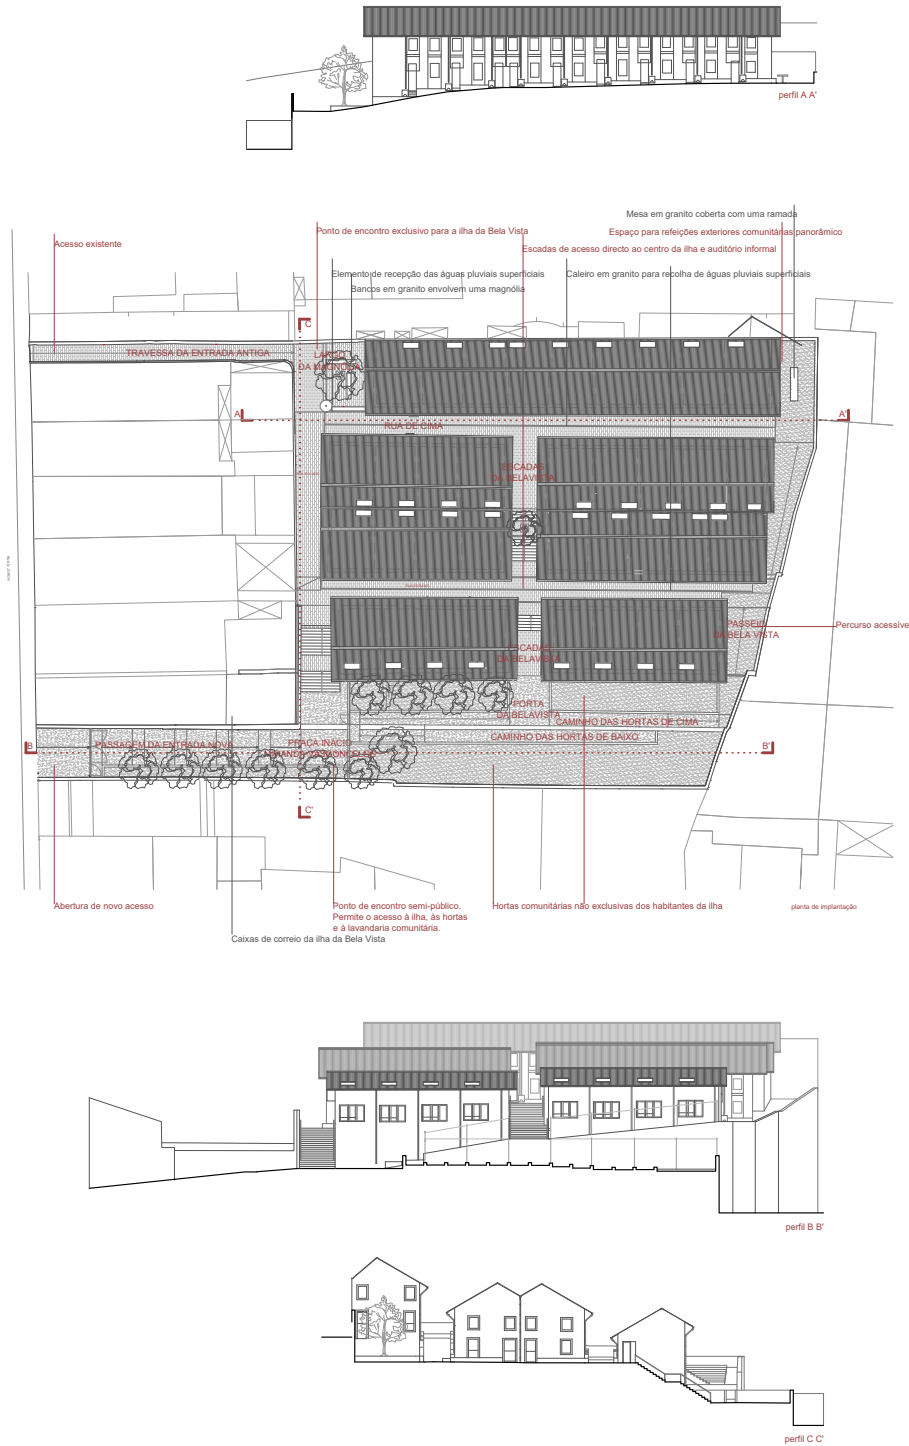 perfil A A'
Mesa em granito coberta com uma ramada
Acesso existente
Ponto de encontro exclusivo para a ilha da Bela Vista
Espaço para refeições exteriores comunitárias panorâmico
Escadas de acesso directo ao centro da ilha e auditório informal
Elemento de recepção das águas pluviais superficiais
Caleiro em granito para recolha de águas pluviais superficiais
Bancos em granito envolvem uma magnólia
C
TRAVESSA DA ENTRADA ANTIGA
LARGO
DA MAGNÓLIA
A
A'
RUA DE CIMA
ESCADAS
DA BELAVISTA
PASSEIO
DA BELA VISTA
Percurso acessíve
ESCADAS
DA BELAVISTA
PORTA
DA BELAVISTA
CAMINHO DAS HORTAS DE CIMA
CAMINHO DAS HORTAS DE BAIXO
B
PASSAGEM DA ENTRADA NOVA
PRAÇA INÁCIO
B'
C'
Abertura de novo acesso
Ponto de encontro semi-público.
Permite o acesso à ilha, às hortas
e à lavandaria comunitária.
Hortas comunitárias não exclusivas dos habitantes da ilha
planta de implantação
Caixas de correio da ilha da Bela Vista
perfil B B'
perfil C C'